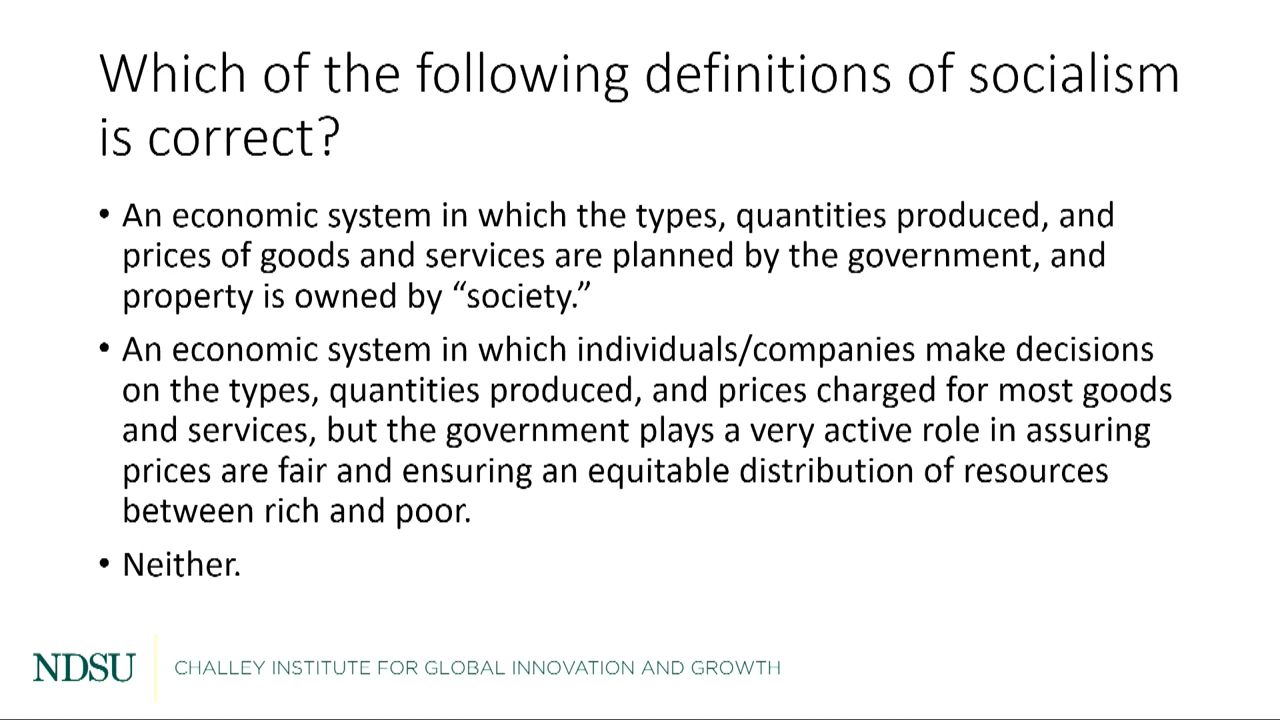 Which of the following definitions of socialism
is correct?
• An economic system in which the types, quantities produced, and
prices of goods and services are planned by the government, and
property is owned by “society.”
• An economic system in which individuals/companies make decisions
on the types, quantities produced, and prices charged for most goods
and services, but the government plays a very active role in assuring
prices are fair and ensuring an equitable distribution of resources
between rich and poor.
• Neither.
NDSU
CHALLEY INSTITUTE FOR GLOBAL INNOVATION AND GROWTH